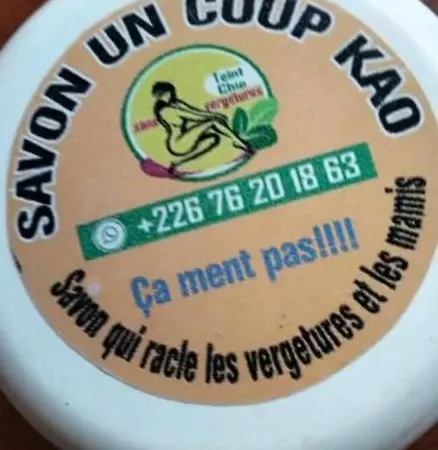 SAVON UN COUP KAO
Teint
Chic
sans vergetures
+226 76 20 18 63
Ça ment pas!!!!
Savon qui racle les vergetures et les mamis